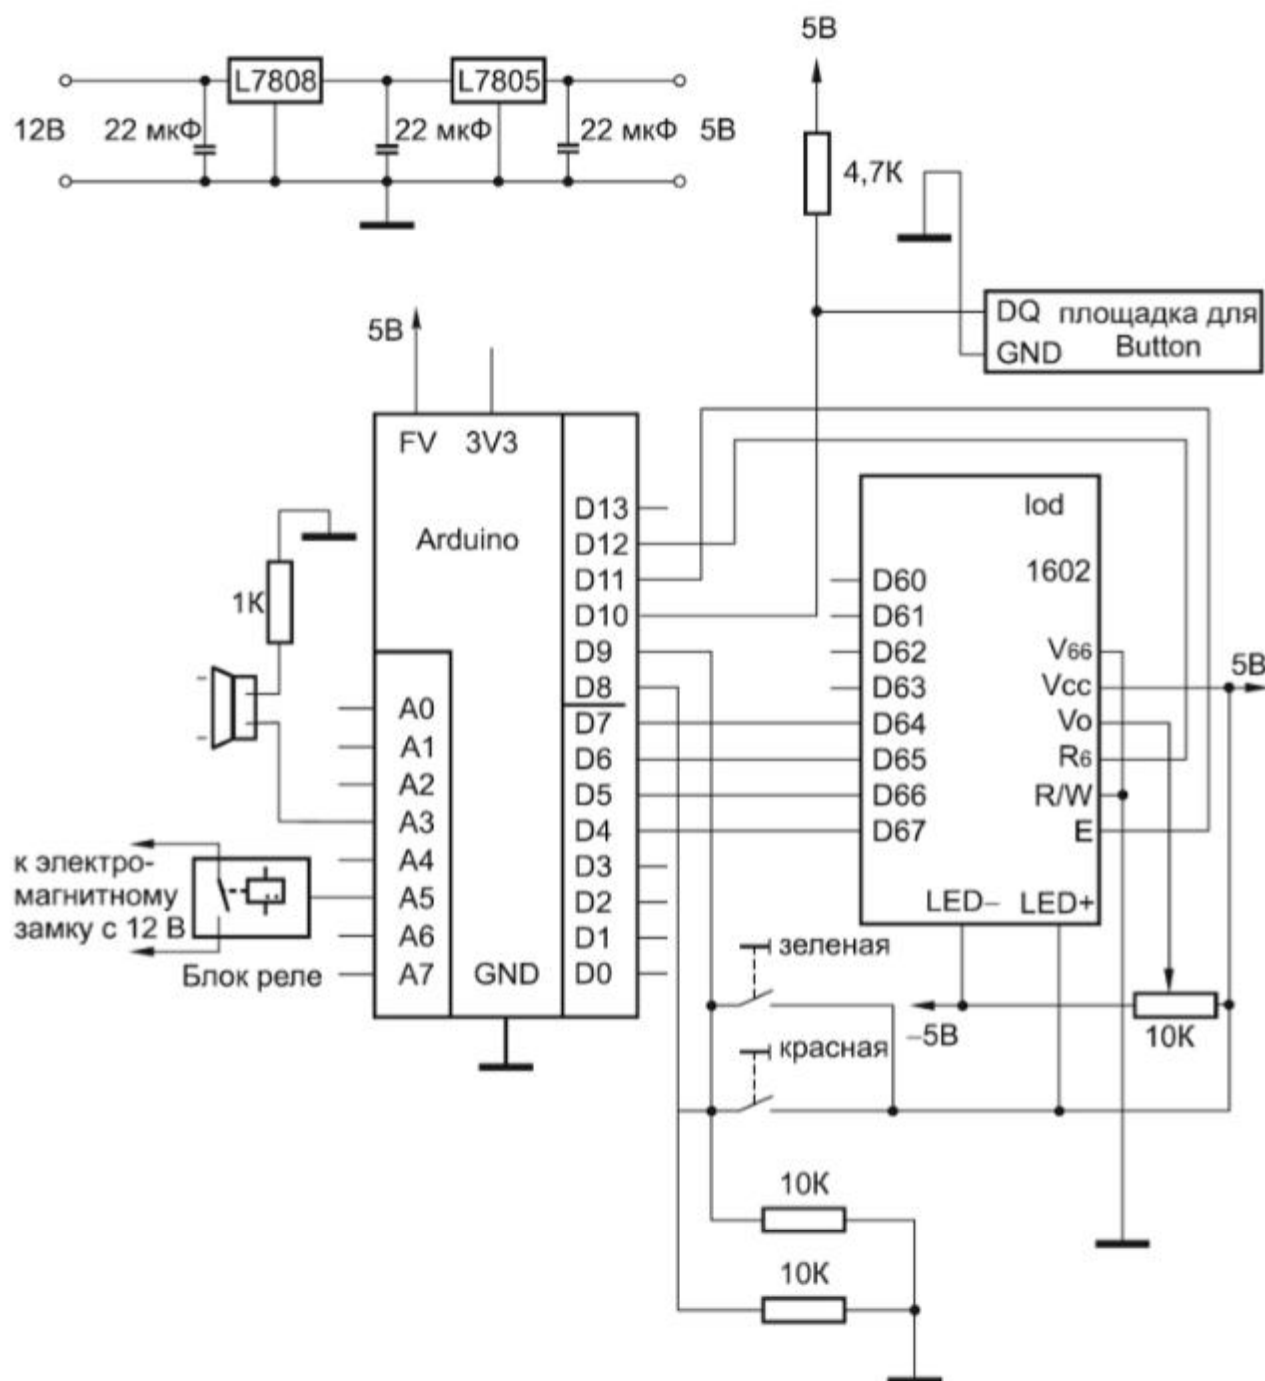 5В
L7808
L7805
12В
22 мкФ
22 мкФ
22 мкФ
5В
4,7К
DQ
площадка для
Button
GND
5В
FV
3V3
Arduino
D13
D12
D11
D10
D9
D8
D7
D6
D5
D4
D3
D2
D1
D0
1К
A0
A1
A2
A3
A4
A5
A6
A7
GND
к электро-
магнитному
замку с 12 В
Блок реле
lod
1602
D60
D61
D62
D63
D64
D65
D66
D67
V66
Vcc
Vo
R6
R/W
E
LED–
LED+
5В
зеленая
–5В
10К
красная
10К
10К